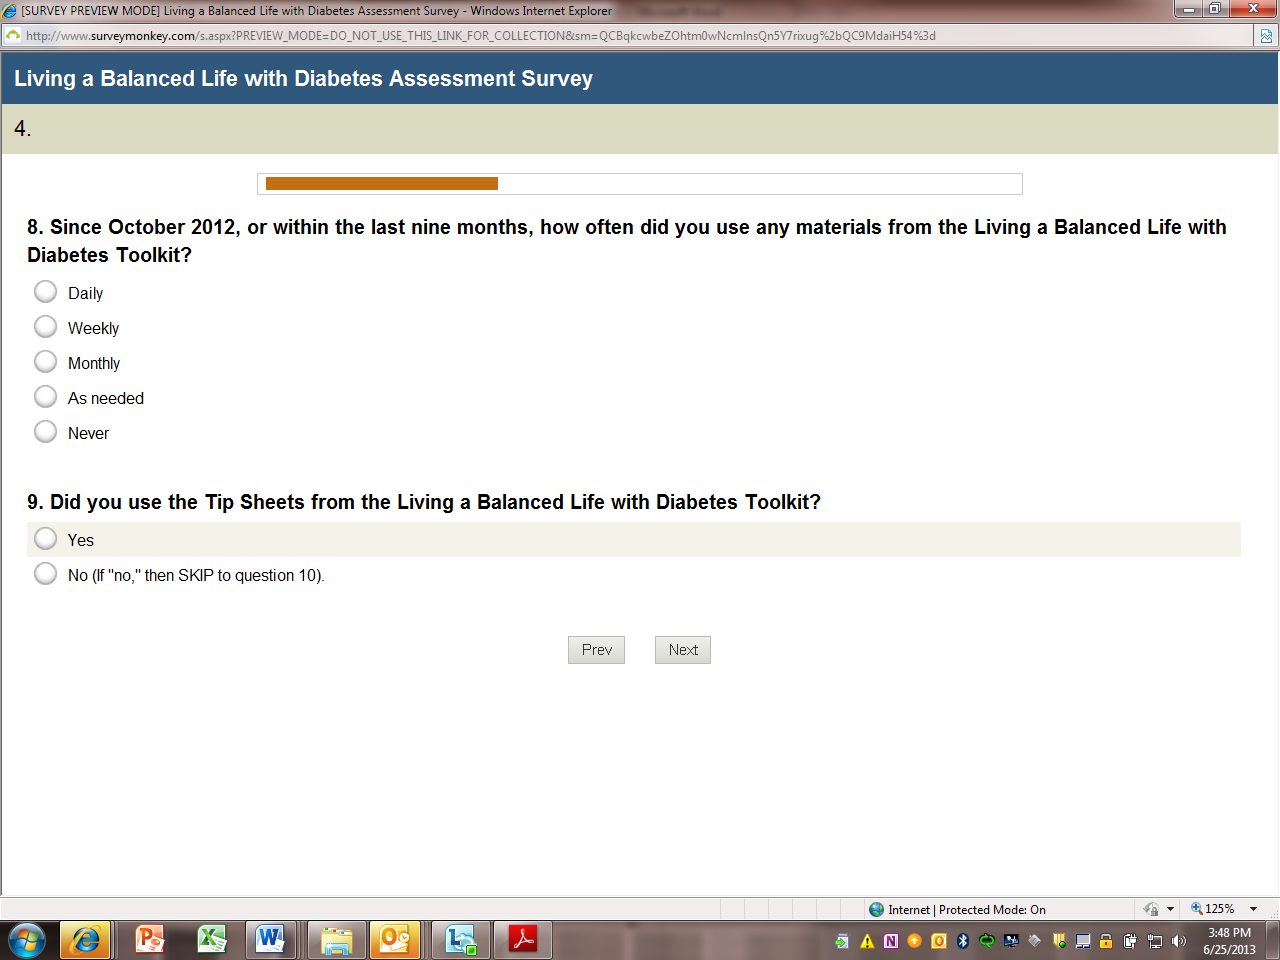 [SURVEY PREVIEW MODE] Living a Balanced Life with Diabetes Assessment Survey - Windows Internet Explorer
http://www.surveymonkey.com/s.aspx?PREVIEW_MODE=DO_NOT_USE_THIS_LINK_FOR_COLLECTION&sm=QCBqkcwbeZOhtm0wNcmInsQn5Y7rixug%2bQC9MdaiH54%3d
Living a Balanced Life with Diabetes Assessment Survey
4.
8. Since October 2012, or within the last nine months, how often did you use any materials from the Living a Balanced Life with
Diabetes Toolkit?
Daily
Weekly
Monthly
As needed
Never
9. Did you use the Tip Sheets from the Living a Balanced Life with Diabetes Toolkit?
Yes
No (If "no," then SKIP to question 10).
Prev Next
Internet | Protected Mode: On
125%
3:48 PM
6/25/2013